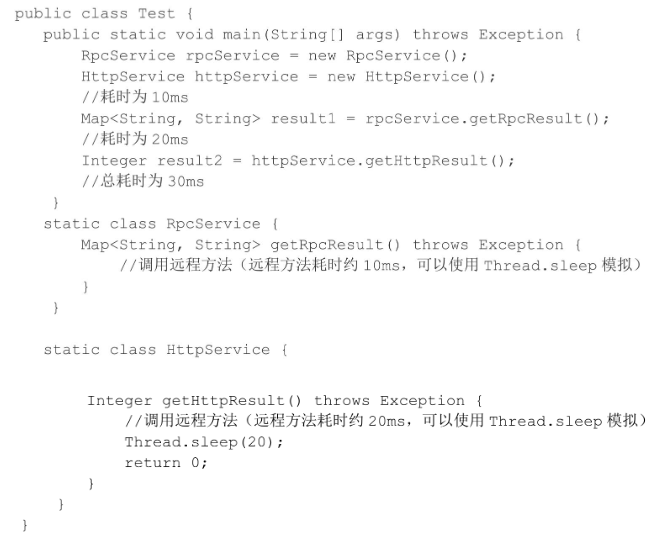 public class Test {
public static void main(String[] args) throws Exception {
RpcService rpcService = new RpcService();
HttpService httpService = new HttpService();
//耗时为 10ms
Map<String, String> result1 = rpcService.getRpcResult();
//耗时为 20ms
Integer result2 = httpService.getHttpResult();
//总耗时为 30ms
}
static class RpcService {
Map<String, String> getRpcResult() throws Exception {
//调用远程方法（远程方法耗时约 10ms，可以使用 Thread.sleep 模拟）
}
}
static class HttpService {
Integer getHttpResult() throws Exception {
//调用远程方法（远程方法耗时约 20ms，可以使用 Thread.sleep 模拟）
Thread.sleep(20);
return 0;
}
}
}